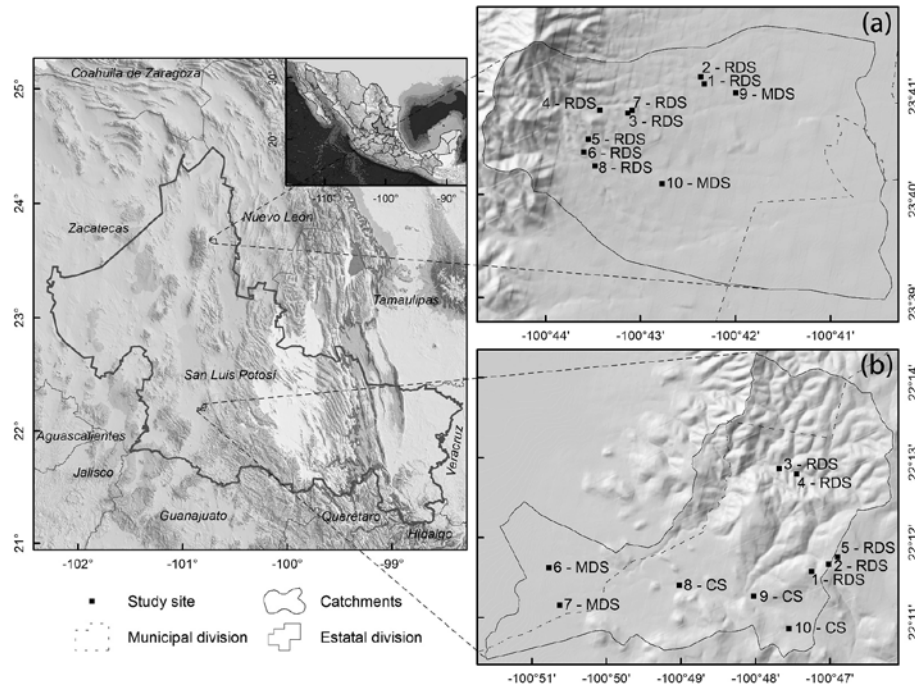 Coahuila de Zaragoza
Nuevo León
Zacatecas
Tamaulipas
San Luis Potosí
Aguascalientes
Jalisco
Guanajuato
Querétaro
Hidalgo
Veracruz
25°
24°
23°
22°
21°
-102°
-101°
-100°
-99°
-98°
30°
20°
-110°
-100°
-90°
Study site
Catchments
Municipal division
Estatal division
(a)
2 - RDS
1 - RDS
9 - MDS
4 - RDS
7 - RDS
3 - RDS
5 - RDS
6 - RDS
8 - RDS
10 - MDS
23°41'
23°40'
23°39'
-100°44'
-100°43'
-100°42'
-100°41'
(b)
3 - RDS
4 - RDS
5 - RDS
2 - RDS
1 - RDS
6 - MDS
8 - CS
9 - CS
7 - MDS
10 - CS
22°14'
22°13'
22°12'
22°11'
-100°51'
-100°50'
-100°49'
-100°48'
-100°47'